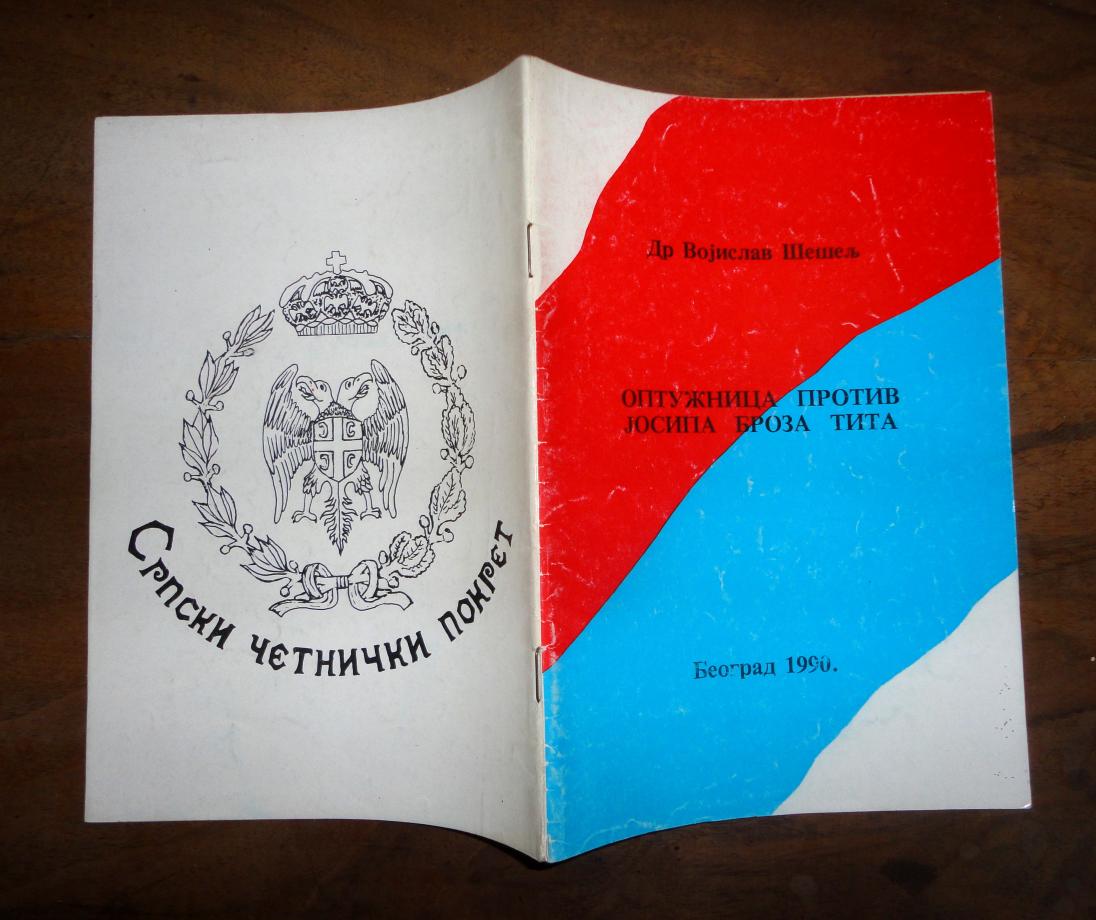 Српски четнички покрет
Др Војислав Шешељ
ОПТУЖНИЦА ПРОТИВ
ЈОСИПА БРОЗА ТИТА
Београд 1990.